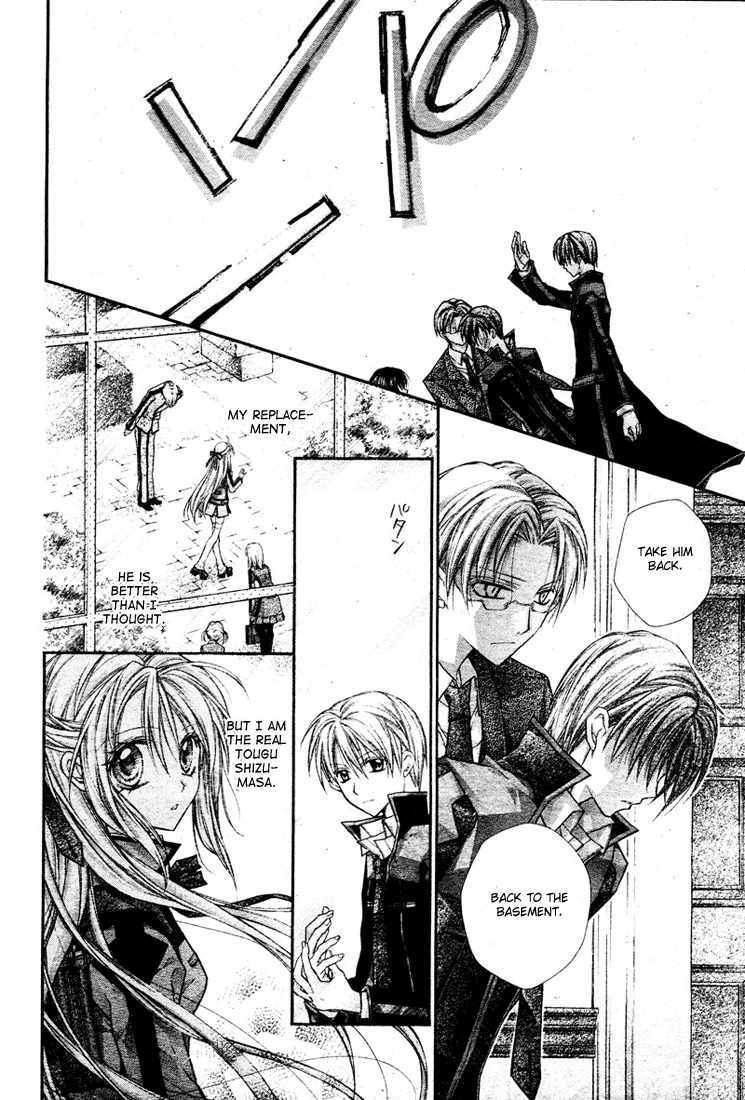 TAKE HIM
BACK.
BACK TO THE
BASEMENT.
パタン
MY REPLACE-
MENT,
HE IS
BETTER
THAN I
THOUGHT.
BUT I AM
THE REAL
TOUGU
SHIZU-
MASA.